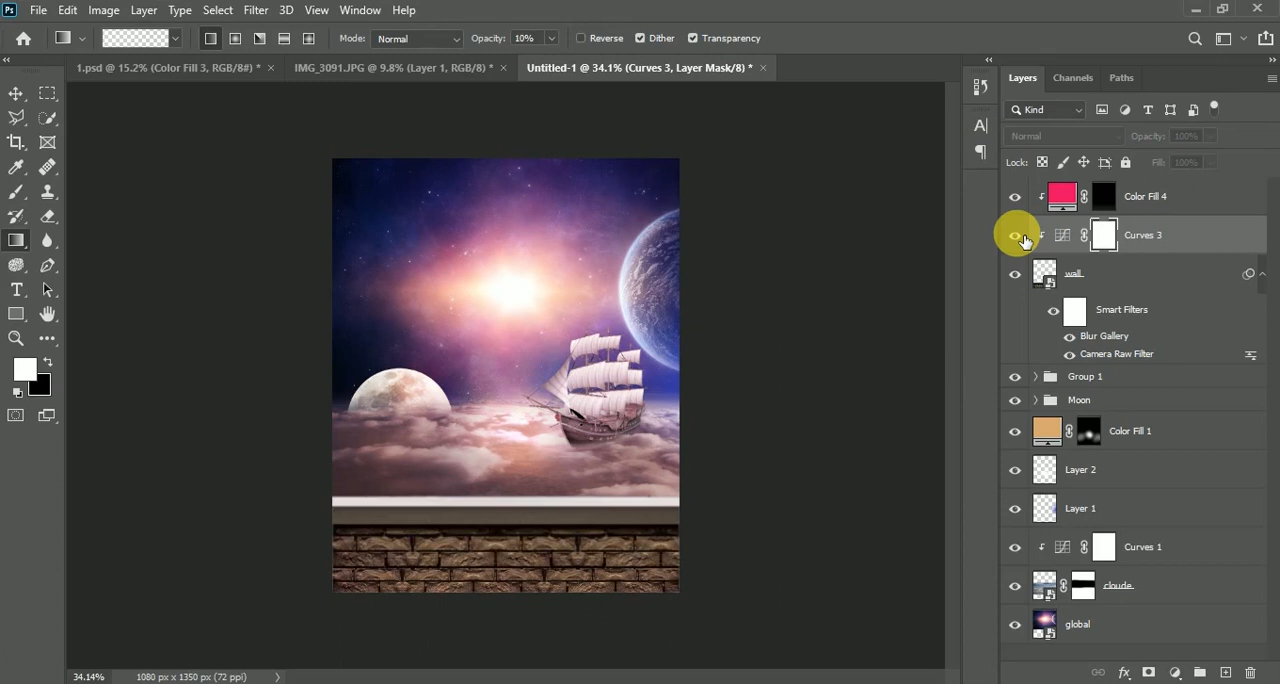 Ps File Edit Image Layer Type Select Filter 3D View Window Help
Mode: Normal Opacity: 10% Reverse Dither Transparency
1.psd @ 15.2% (Color Fill 3, RGB/8#) * IMG_3091.JPG @ 9.8% (Layer 1, RGB/8) * Untitled-1 @ 34.1% (Curves 3, Layer Mask/8) *
Layers Channels Paths
Kind
Normal Opacity: 100%
Lock: Fill: 100%
Color Fill 4
Curves 3
wall
Smart Filters
Blur Gallery
Camera Raw Filter
Group 1
Moon
Color Fill 1
Layer 2
Layer 1
Curves 1
cloude
global
34.14% 1080 px x 1350 px (72 ppi)